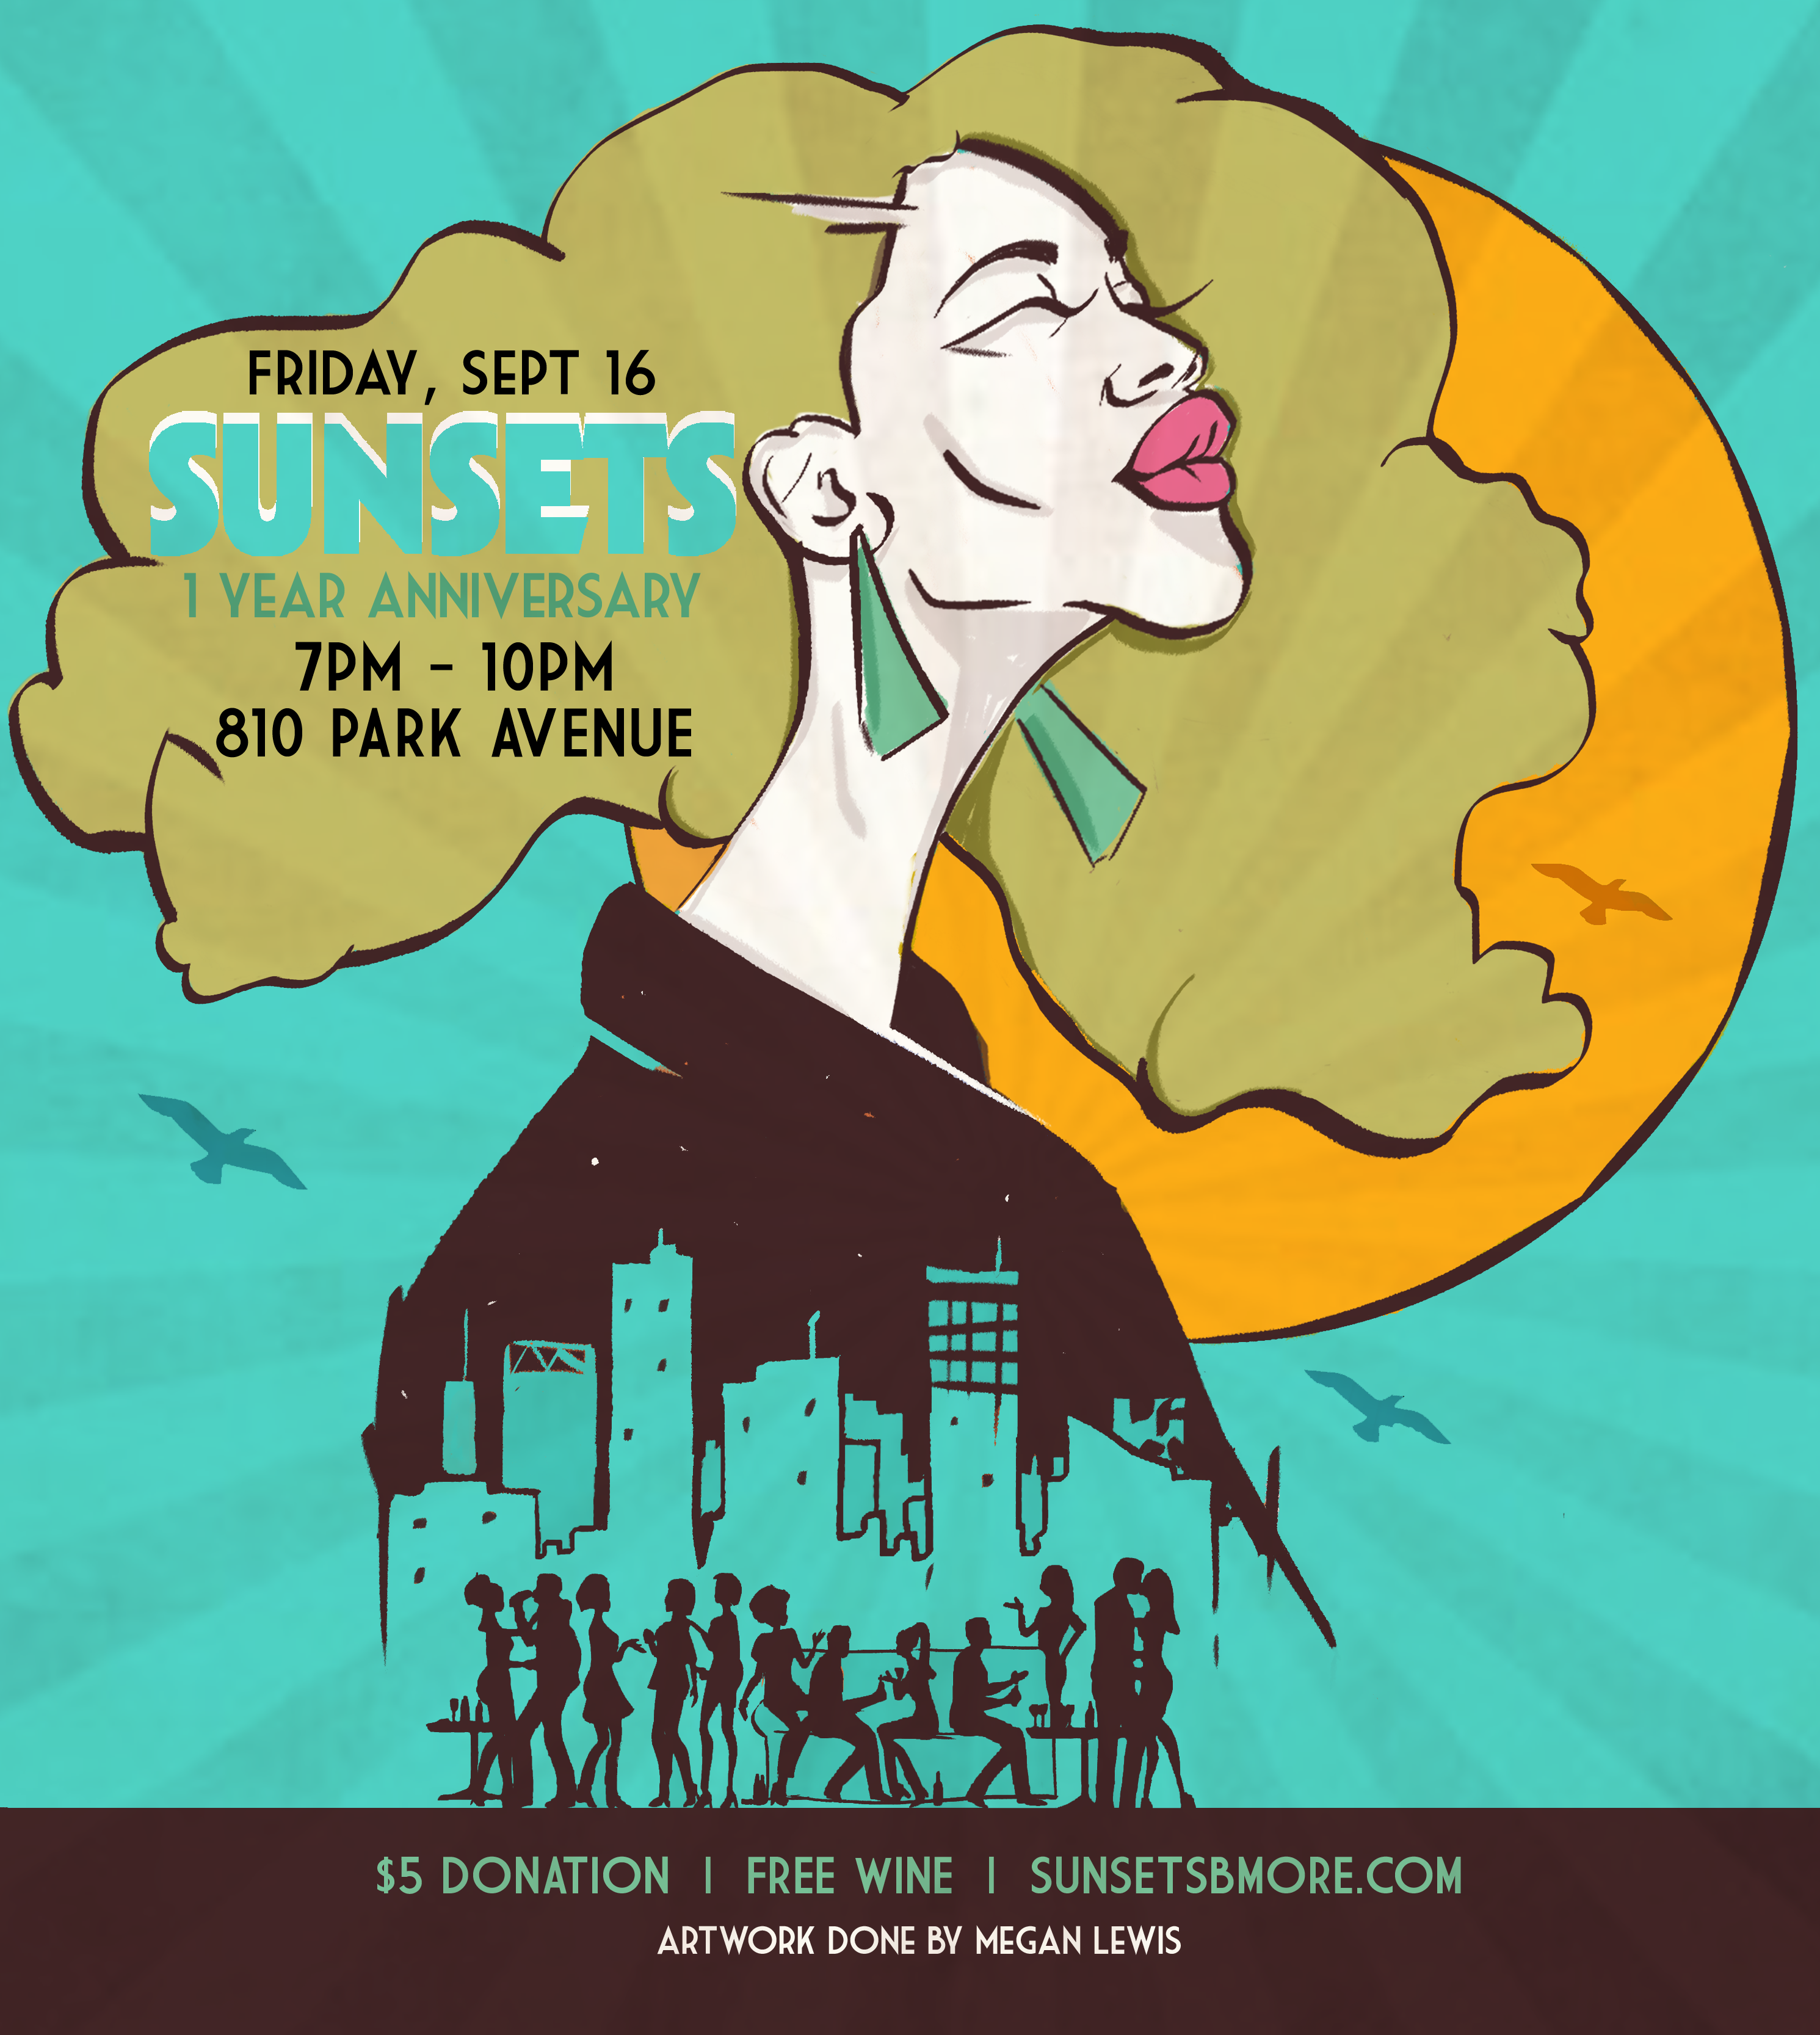 FRIDAY, SEPT 16
SUNSETS
1 YEAR ANNIVERSARY
7PM - 10PM
810 PARK AVENUE
$5 DONATION | FREE WINE | SUNSETSBMORE.COM
ARTWORK DONE BY MEGAN LEWIS